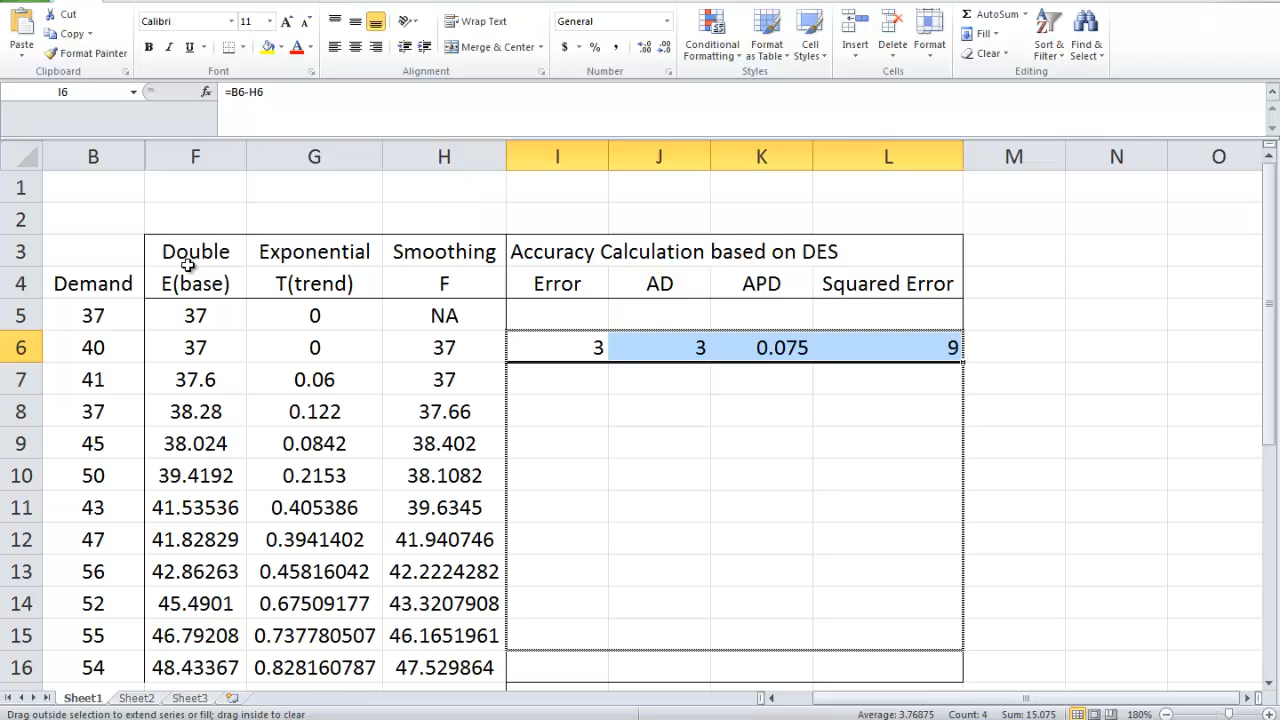 Cut
Calibri 11 A A Wrap Text General AutoSum
Paste Copy Fill
Format Painter B I U A Merge & Center $ % , Conditional Formatting Format as Table Cell Styles Insert Delete Format Clear Sort & Filter Find & Select
Clipboard Font Alignment Number Styles Cells Editing
I6 fx =B6-H6
B F G H I J K L M N O
1
2
3 Double Exponential Smoothing Accuracy Calculation based on DES
4 Demand E(base) T(trend) F Error AD APD Squared Error
5 37 37 0 NA
6 40 37 0 37 3 3 0.075 9
7 41 37.6 0.06 37
8 37 38.28 0.122 37.66
9 45 38.024 0.0842 38.402
10 50 39.4192 0.2153 38.1082
11 43 41.53536 0.405386 39.6345
12 47 41.82829 0.3941402 41.940746
13 56 42.86263 0.45816042 42.2224282
14 52 45.4901 0.67509177 43.3207908
15 55 46.79208 0.737780507 46.1651961
16 54 48.43367 0.828160787 47.529864
Sheet1 Sheet2 Sheet3
Drag outside selection to extend series or fill; drag inside to clear Average: 3.76875 Count: 4 Sum: 15.075 180%